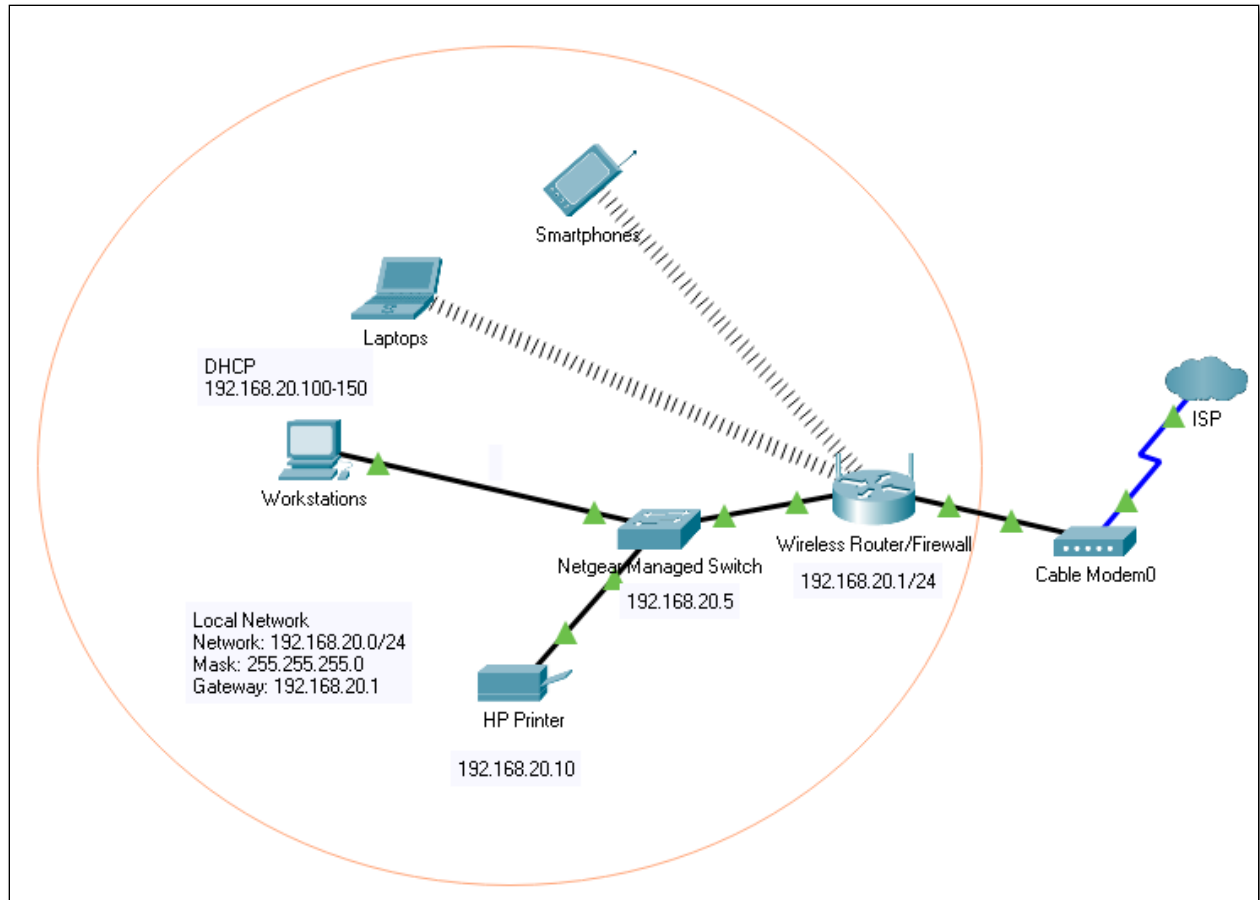 Smartphones
Laptops
DHCP
192.168.20.100-150
ISP
Workstations
Wireless Router/Firewall
Netgear Managed Switch
Cable Modem0
192.168.20.1/24
192.168.20.5
Local Network
Network: 192.168.20.0/24
Mask: 255.255.255.0
Gateway: 192.168.20.1
HP Printer
192.168.20.10